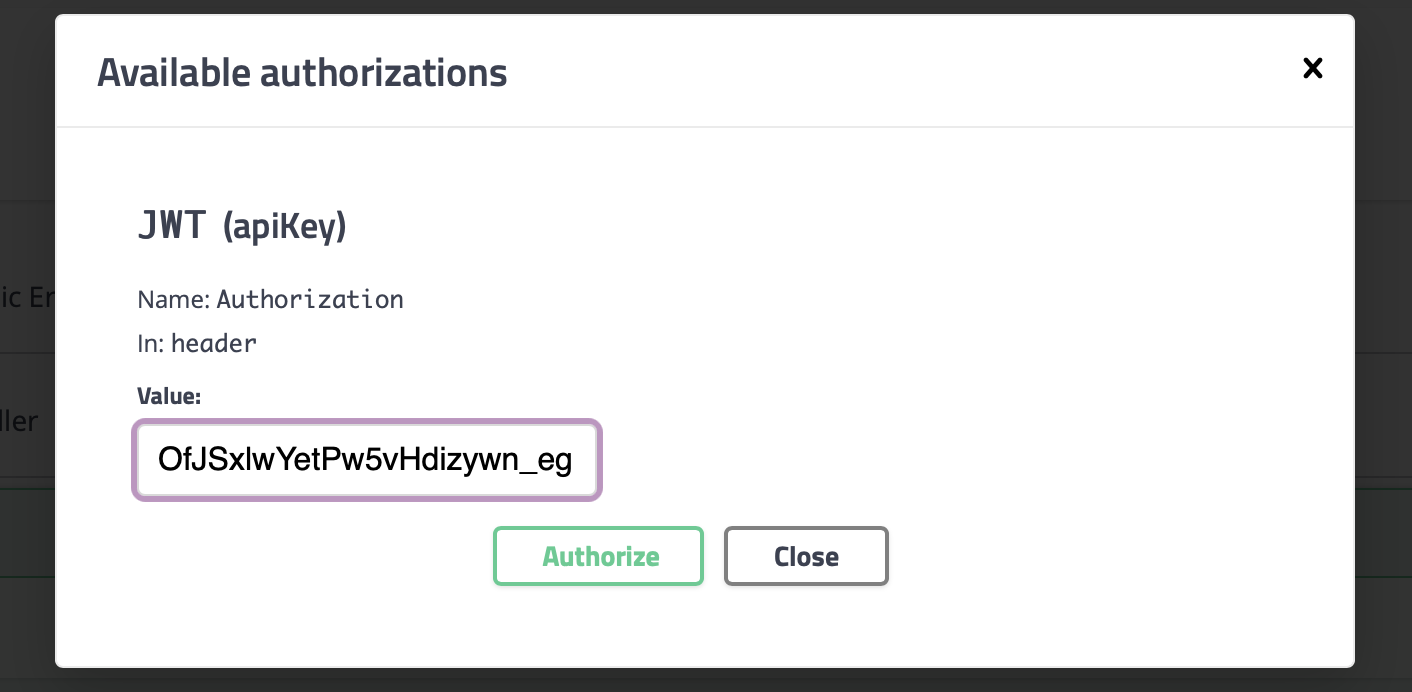 Available authorizations
JWT (apiKey)
ic Er
Name: Authorization
In: header
Value:
ller
OfJSxlwYetPw5vHdizywn_eg
Authorize Close